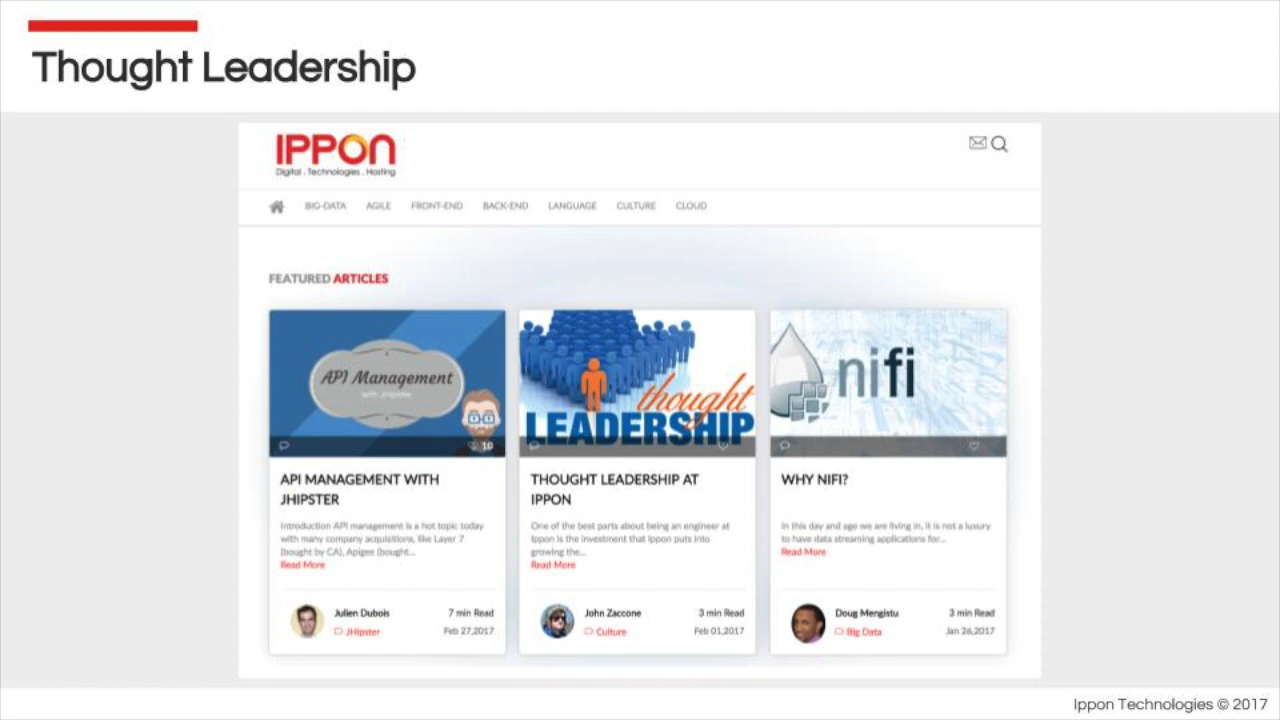 Thought Leadership
IPPON
Digital . Technologies . Hosting
BIG-DATA AGILE FRONT-END BACK-END LANGUAGE CULTURE CLOUD
FEATURED ARTICLES
API Management
with JHipster
10
API MANAGEMENT WITH
JHIPSTER
Introduction API management is a hot topic today
with many company acquisitions, like Layer 7
(bought by CA), Apigee (bought...
Read More
Julien Dubois 7 min Read
JHipster Feb 27,2017
thought
LEADERSHIP
THOUGHT LEADERSHIP AT
IPPON
One of the best parts about being an engineer at
Ippon is the investment that Ippon puts into
growing the...
Read More
John Zaccone 3 min Read
Culture Feb 01,2017
nifi
WHY NIFI?
In this day and age we are living in, it is not a luxury
to have data streaming applications for...
Read More
Doug Mengistu 3 min Read
Big Data Jan 26,2017
Ippon Technologies © 2017